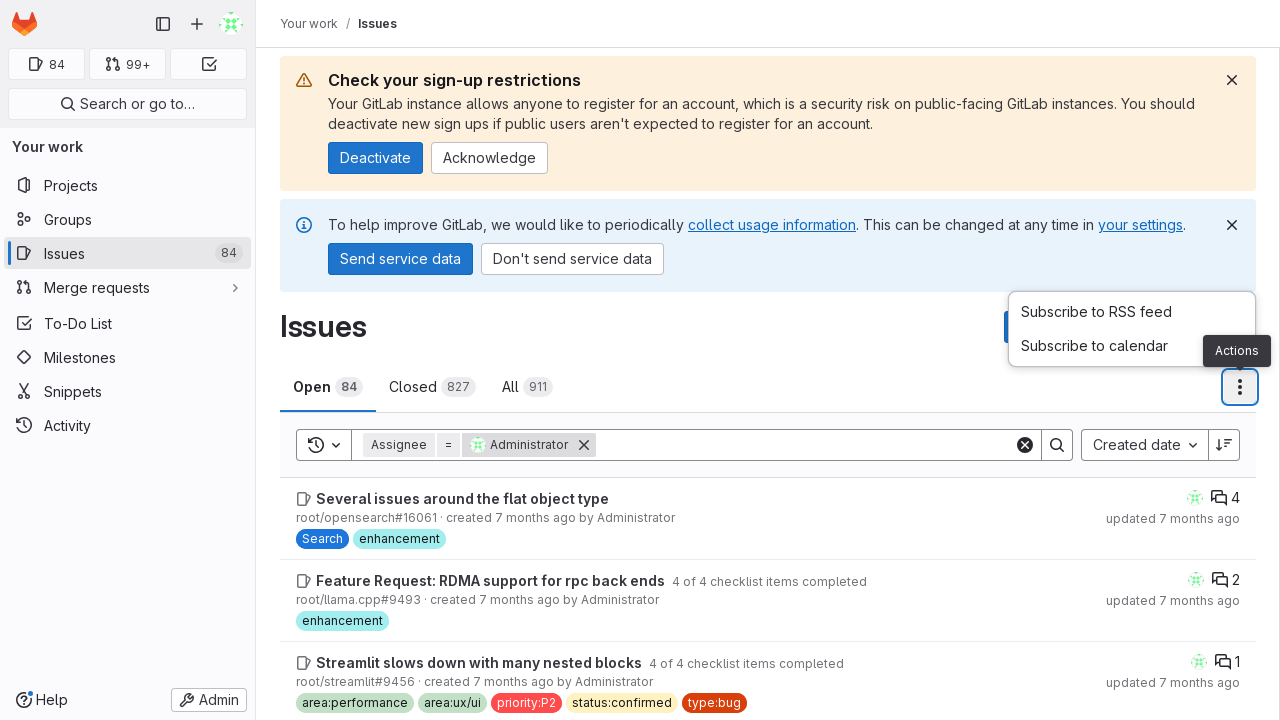 Your work / Issues
84
99+
Search or go to…
Your work
Projects
Groups
Issues 84
Merge requests
To-Do List
Milestones
Snippets
Activity
Help
Admin
Check your sign-up restrictions
Your GitLab instance allows anyone to register for an account, which is a security risk on public-facing GitLab instances. You should
deactivate new sign ups if public users aren't expected to register for an account.
Deactivate
Acknowledge
To help improve GitLab, we would like to periodically collect usage information. This can be changed at any time in your settings.
Send service data
Don't send service data
Issues
Subscribe to RSS feed
Subscribe to calendar
Actions
Open 84
Closed 827
All 911
Assignee = Administrator
Created date
Several issues around the flat object type
4
root/opensearch#16061 · created 7 months ago by Administrator
updated 7 months ago
Search
enhancement
Feature Request: RDMA support for rpc back ends 4 of 4 checklist items completed
2
root/llama.cpp#9493 · created 7 months ago by Administrator
updated 7 months ago
enhancement
Streamlit slows down with many nested blocks 4 of 4 checklist items completed
1
root/streamlit#9456 · created 7 months ago by Administrator
updated 7 months ago
area:performance
area:ux/ui
priority:P2
status:confirmed
type:bug